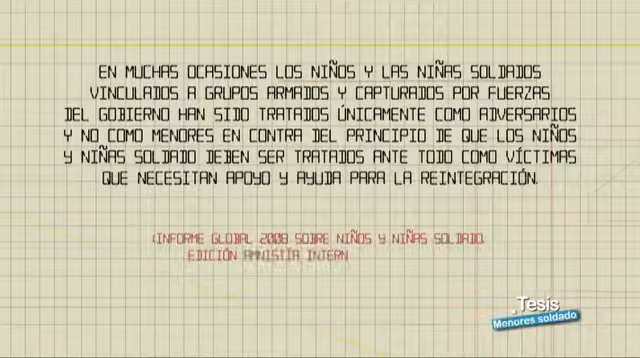 EN MUCHAS OCASIONES LOS NIÑOS Y LAS NIÑAS SOLDADOS
VINCULADOS A GRUPOS ARMADOS Y CAPTURADOS POR FUERZAS
DEL GOBIERNO HAN SIDO TRATADOS ÚNICAMENTE COMO ADVERSARIOS
Y NO COMO MENORES EN CONTRA DEL PRINCIPIO DE QUE LOS NIÑOS
Y NIÑAS SOLDADO DEBEN SER TRATADOS ANTE TODO COMO VÍCTIMAS
QUE NECESITAN APOYO Y AYUDA PARA LA REINTEGRACIÓN.
(INFORME GLOBAL 2008 SOBRE NIÑOS Y NIÑAS SOLDADO)
EDICIÓN AMNISTÍA INTERN
Tesis
Menores soldado